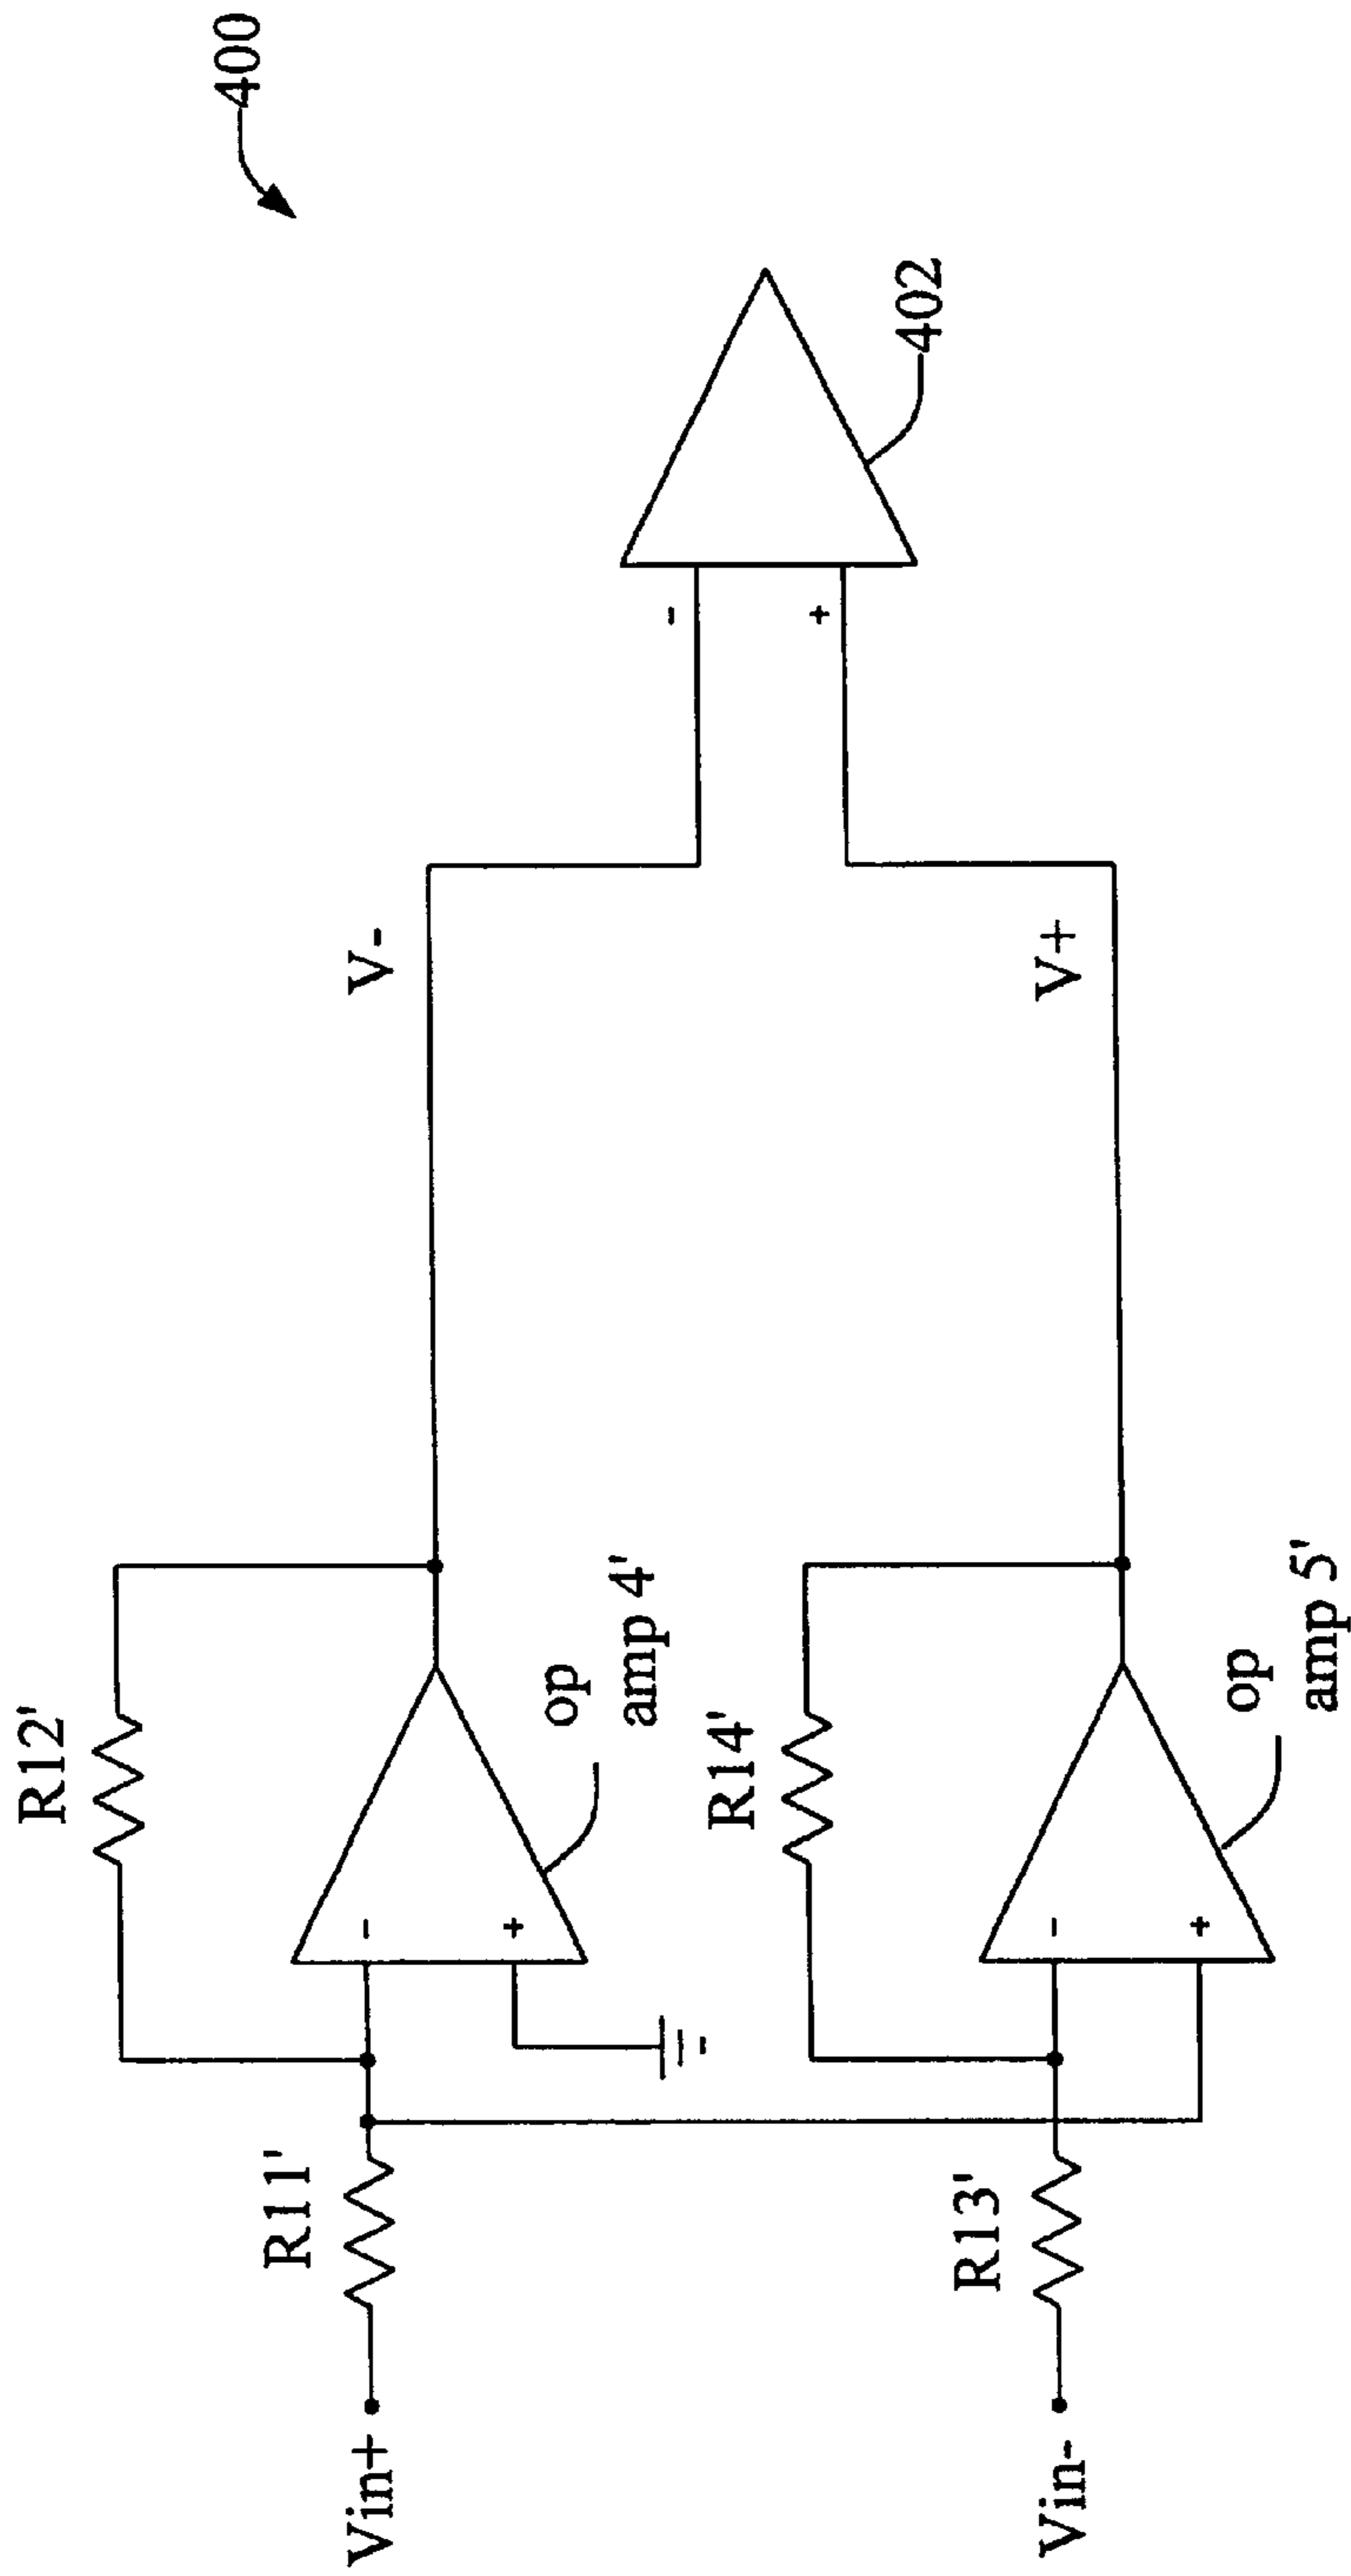 400
R12'
R11'
Vin+
-
+
op
amp 4'
V-
-
+
402
R14'
R13'
Vin-
-
+
op
amp 5'
V+